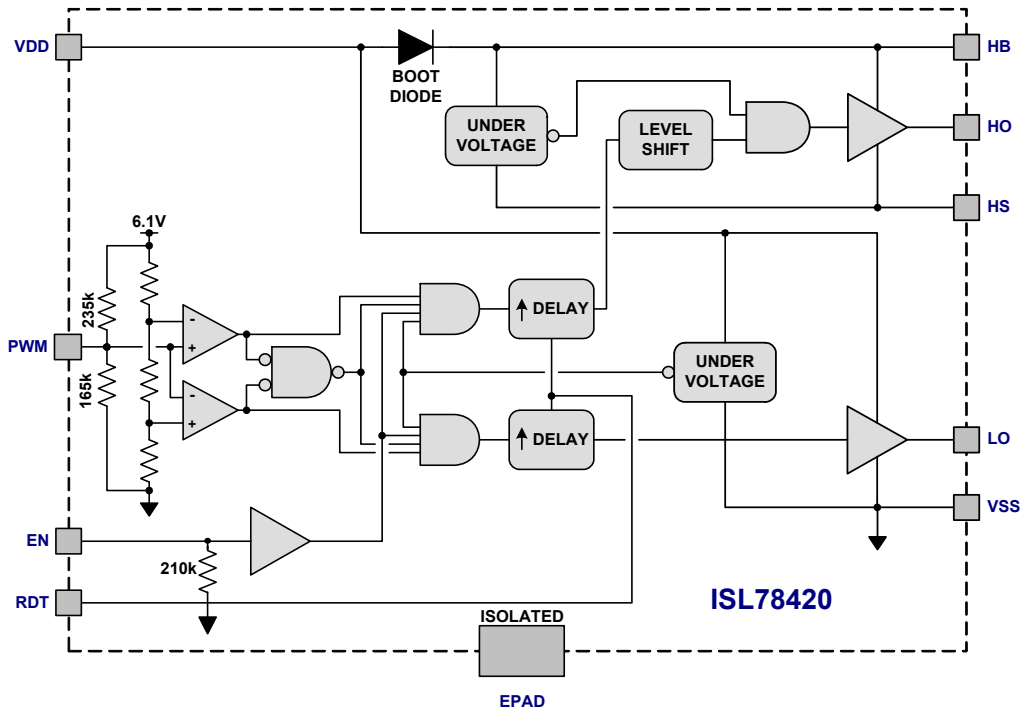 VDD
HB
BOOT
DIODE
UNDER
VOLTAGE
LEVEL
SHIFT
HO
HS
6.1V
235k
DELAY
PWM
165k
UNDER
VOLTAGE
DELAY
LO
VSS
EN
210k
RDT
ISL78420
ISOLATED
EPAD